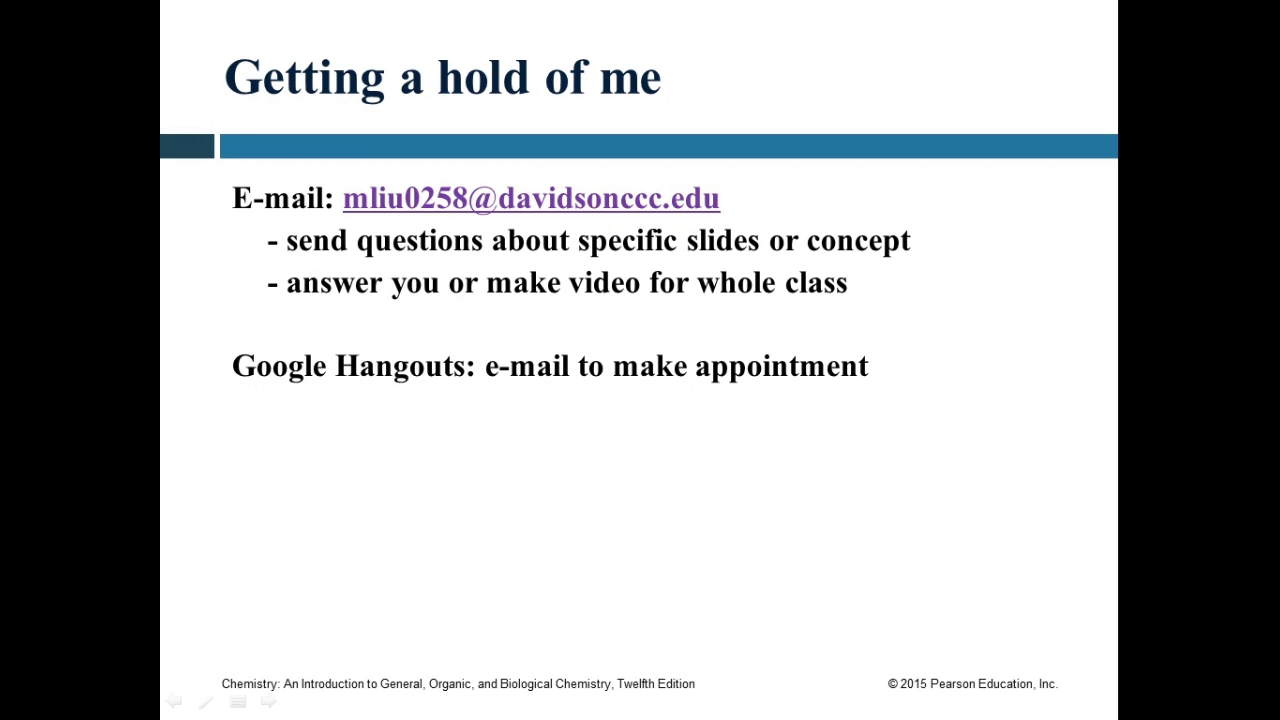 Getting a hold of me
E-mail: mliu0258@davidsonccc.edu
- send questions about specific slides or concept
- answer you or make video for whole class
Google Hangouts: e-mail to make appointment
Chemistry: An Introduction to General, Organic, and Biological Chemistry, Twelfth Edition
© 2015 Pearson Education, Inc.